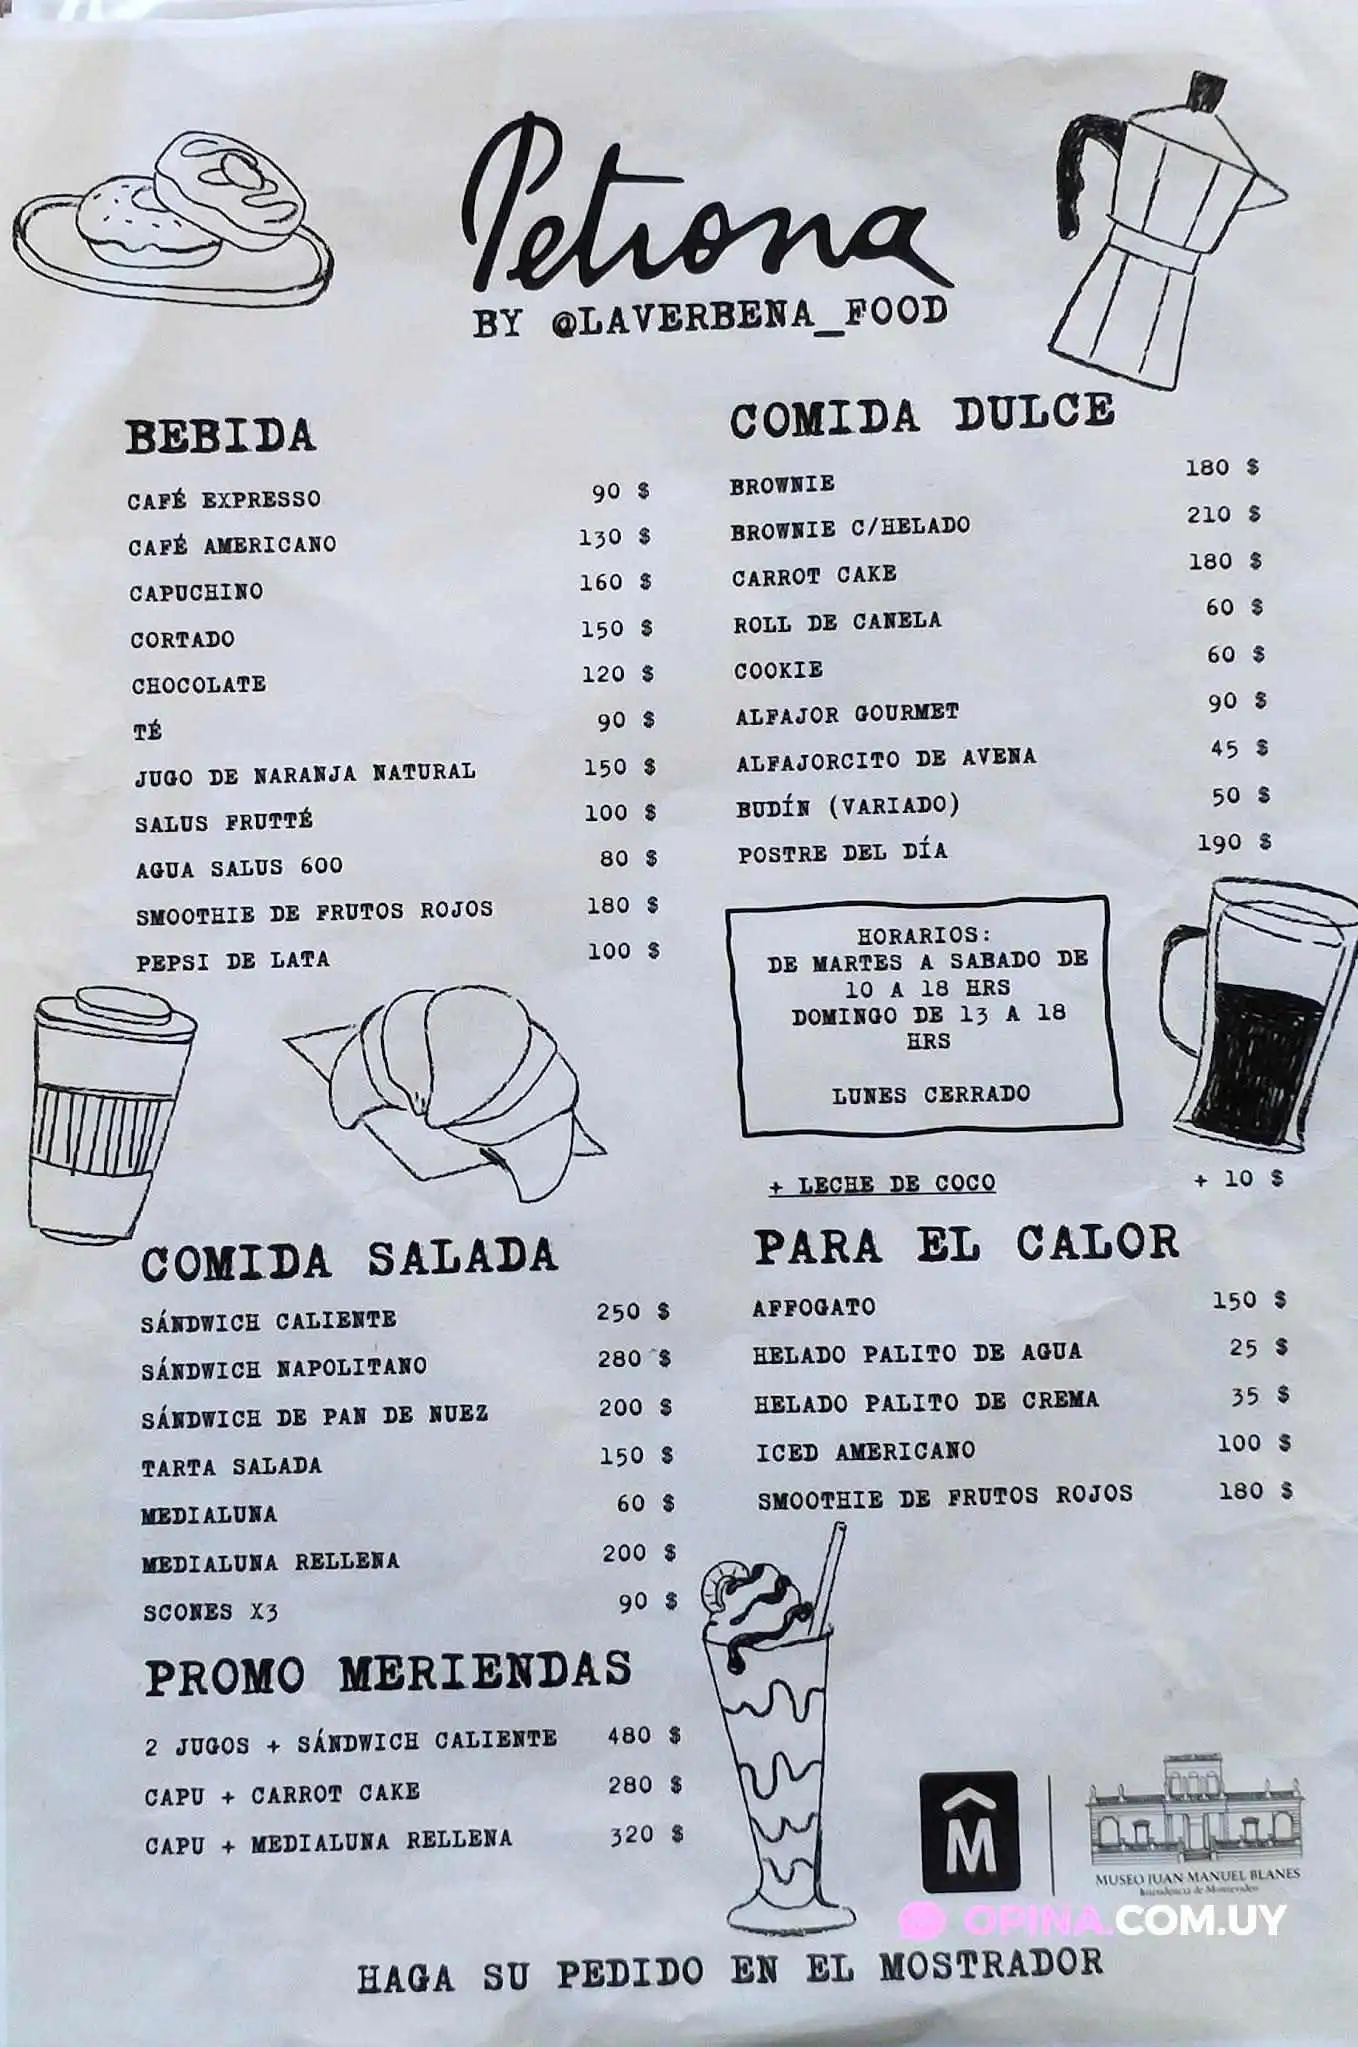 Petrona
BY @LAVERBENA_FOOD
BEBIDA
CAFÉ EXPRESSO 90 $
CAFÉ AMERICANO 130 $
CAPUCHINO 160 $
CORTADO 150 $
CHOCOLATE 120 $
TÉ 90 $
JUGO DE NARANJA NATURAL 150 $
SALUS FRUTTÉ 100 $
AGUA SALUS 600 80 $
SMOOTHIE DE FRUTOS ROJOS 180 $
PEPSI DE LATA 100 $
COMIDA DULCE
BROWNIE 180 $
BROWNIE C/HELADO 210 $
CARROT CAKE 180 $
ROLL DE CANELA 60 $
COOKIE 60 $
ALFAJOR GOURMET 90 $
ALFAJORCITO DE AVENA 45 $
BUDÍN (VARIADO) 50 $
POSTRE DEL DÍA 190 $
HORARIOS:
DE MARTES A SABADO DE
10 A 18 HRS
DOMINGO DE 13 A 18
HRS
LUNES CERRADO
+ LECHE DE COCO + 10 $
COMIDA SALADA
SÁNDWICH CALIENTE 250 $
SÁNDWICH NAPOLITANO 280 $
SÁNDWICH DE PAN DE NUEZ 200 $
TARTA SALADA 150 $
MEDIALUNA 60 $
MEDIALUNA RELLENA 200 $
SCONES X3 90 $
PARA EL CALOR
AFFOGATO 150 $
HELADO PALITO DE AGUA 25 $
HELADO PALITO DE CREMA 35 $
ICED AMERICANO 100 $
SMOOTHIE DE FRUTOS ROJOS 180 $
PROMO MERIENDAS
2 JUGOS + SÁNDWICH CALIENTE 480 $
CAPU + CARROT CAKE 280 $
CAPU + MEDIALUNA RELLENA 320 $
M
MUSEO JUAN MANUEL BLANES
Intendencia de Montevideo
OPINA.COM.UY
HAGA SU PEDIDO EN EL MOSTRADOR